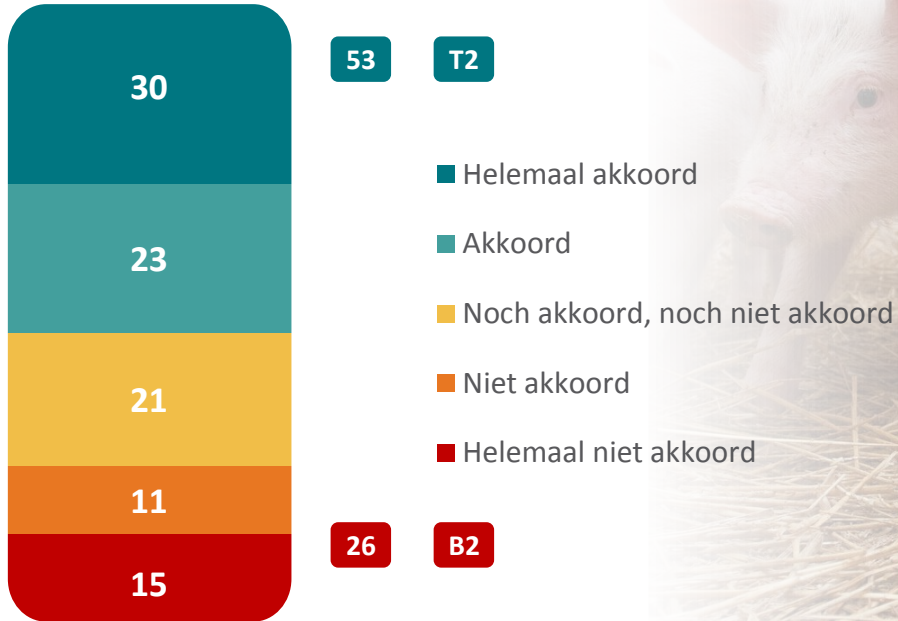 30
53 T2
Helemaal akkoord
23
Akkoord
Noch akkoord, noch niet akkoord
21
Niet akkoord
Helemaal niet akkoord
11
26 B2
15